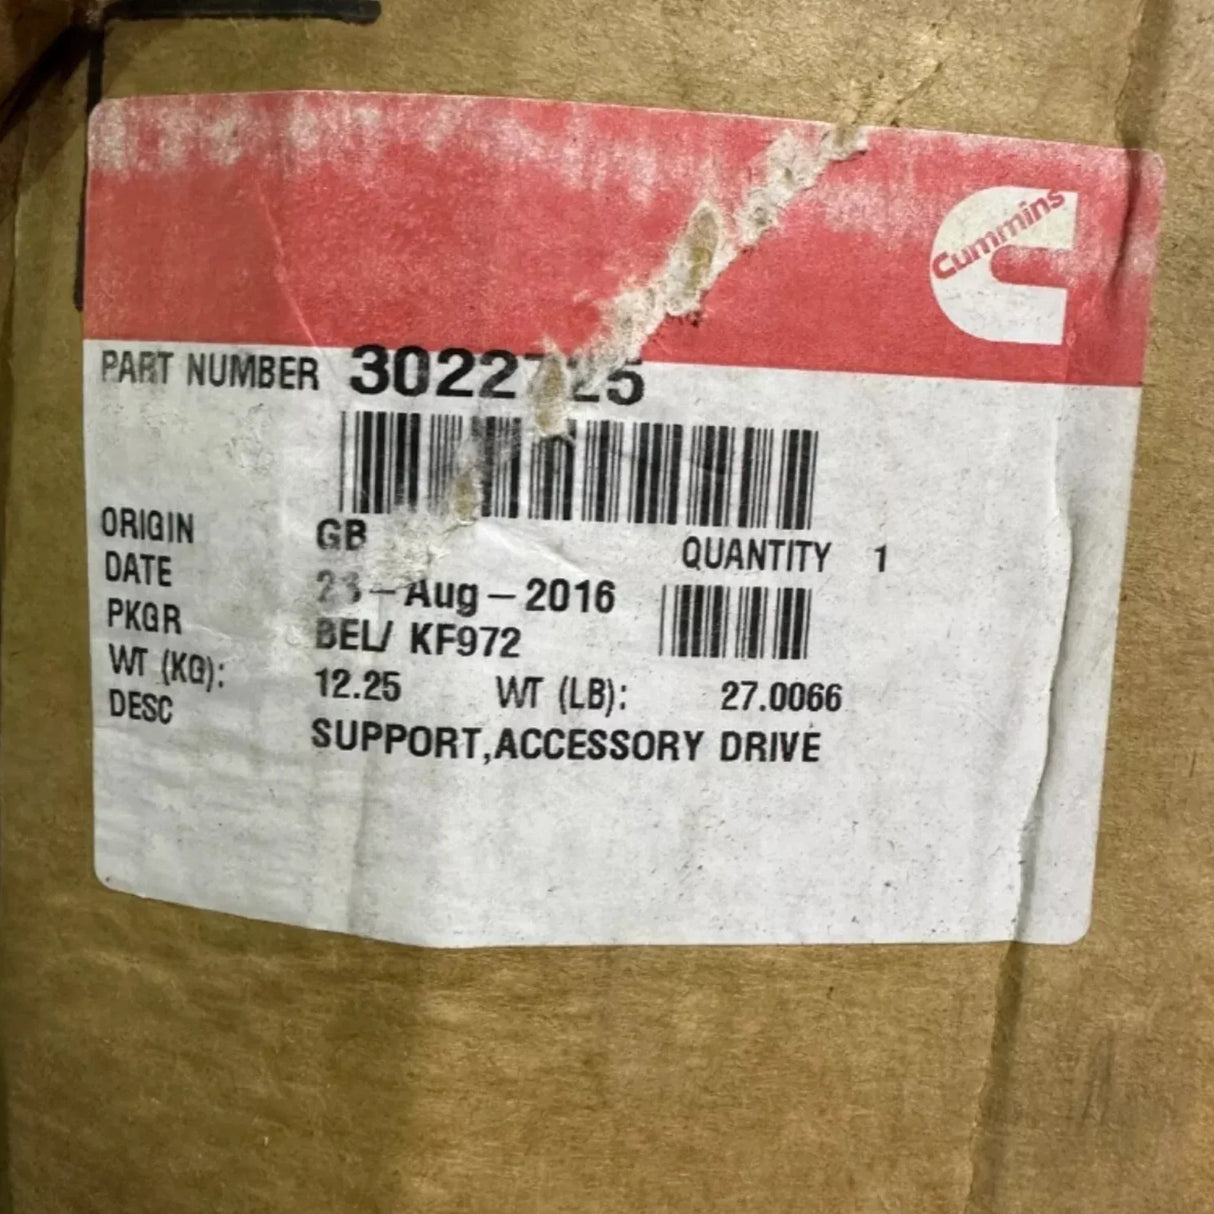 Cummins
PART NUMBER
ORIGIN GB
QUANTITY 1
DATE Aug-2016
PKGR BEL/ KF972
WT (KG): 12.25 WT (LB): 27.0066
DESC SUPPORT,ACCESSORY DRIVE